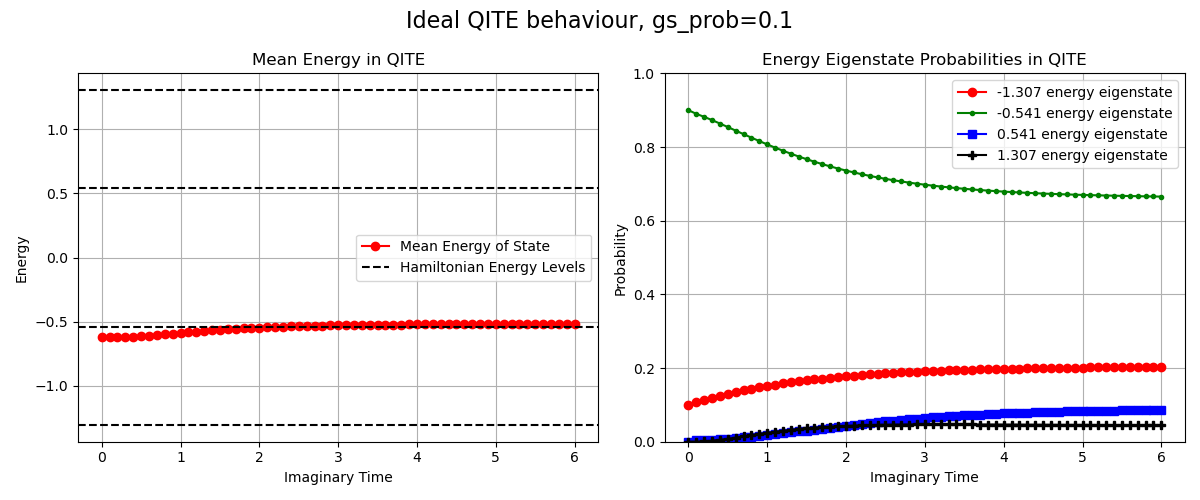 Ideal QITE behaviour, gs_prob=0.1
Mean Energy in QITE
Energy
1.0
0.5
0.0
−0.5
−1.0
Mean Energy of State
Hamiltonian Energy Levels
0 1 2 3 4 5 6
Imaginary Time
Energy Eigenstate Probabilities in QITE
Probability
1.0
0.8
0.6
0.4
0.2
0.0
-1.307 energy eigenstate
-0.541 energy eigenstate
0.541 energy eigenstate
1.307 energy eigenstate
0 1 2 3 4 5 6
Imaginary Time